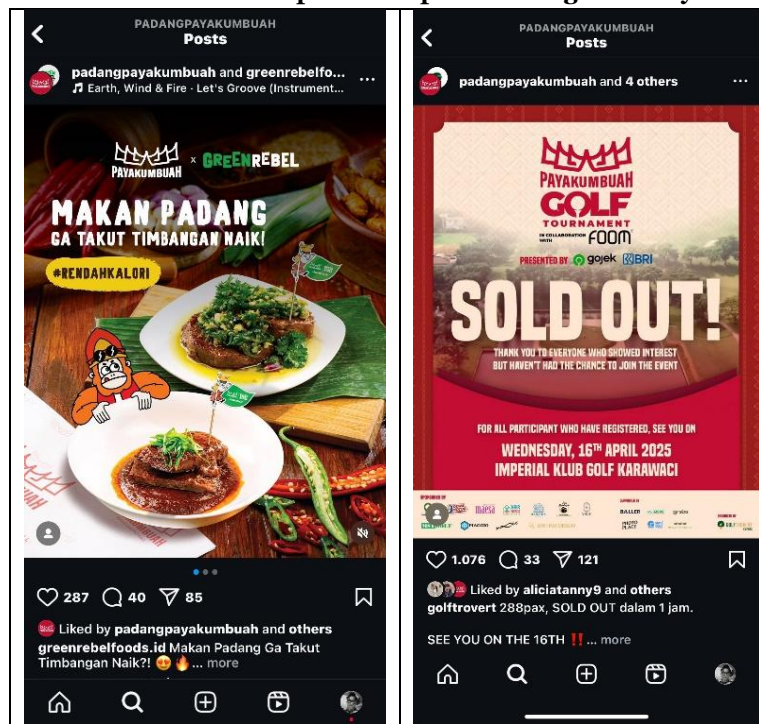 PADANGPAYAKUMBUAH
Posts
padangpayakumbuah and greenrebelfo...
Earth, Wind & Fire · Let's Groove (Instrument...
PAYAKUMBUAH × GREENREBEL
MAKAN PADANG
GA TAKUT TIMBANGAN NAIK!
#RENDAHKALORI
287 40 85
Liked by padangpayakumbuah and others
greenrebelfoods.id Makan Padang Ga Takut
Timbangan Naik?! 😍🔥... more
PADANGPAYAKUMBUAH
Posts
padangpayakumbuah and 4 others
PAYAKUMBUAH
GOLF
TOURNAMENT
IN COLLABORATION
WITH FOOM
PRESENTED BY gojek BRI
SOLD OUT!
THANK YOU TO EVERYONE WHO SHOWED INTEREST
BUT HAVEN'T HAD THE CHANCE TO JOIN THE EVENT
FOR ALL PARTICIPANT WHO HAVE REGISTERED, SEE YOU ON
WEDNESDAY, 16TH APRIL 2025
IMPERIAL KLUB GOLF KARAWACI
BALLER
1.076 33 121
Liked by aliciatanny9 and others
golftrovert 288pax, SOLD OUT dalam 1 jam.
SEE YOU ON THE 16TH ‼️ ... more